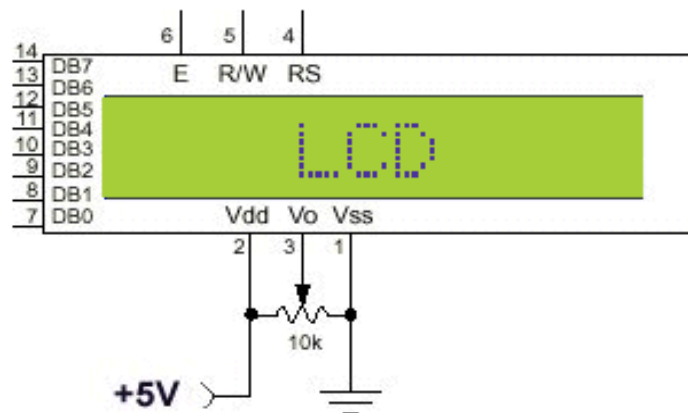 6 5 4
14 DB7 E R/W RS
13 DB6
12 DB5
11 DB4 LCD
10 DB3
9 DB2
8 DB1
7 DB0 Vdd Vo Vss
2 3 1
10k
+5V